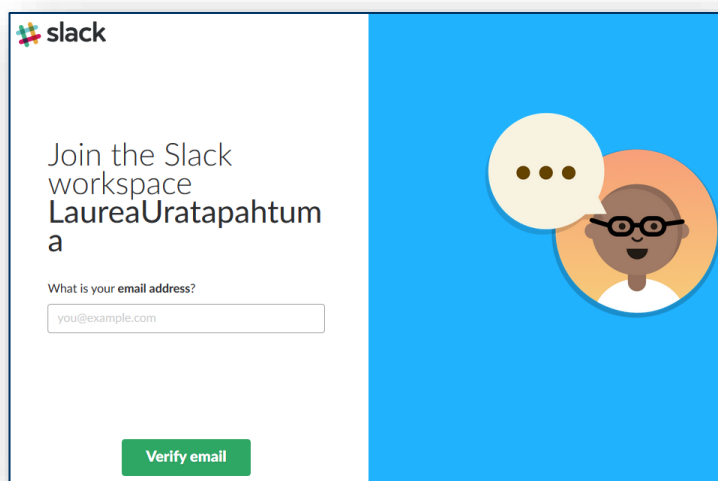 slack
Join the Slack
workspace
LaureaUratapahtum
a
What is your email address?
you@example.com
Verify email